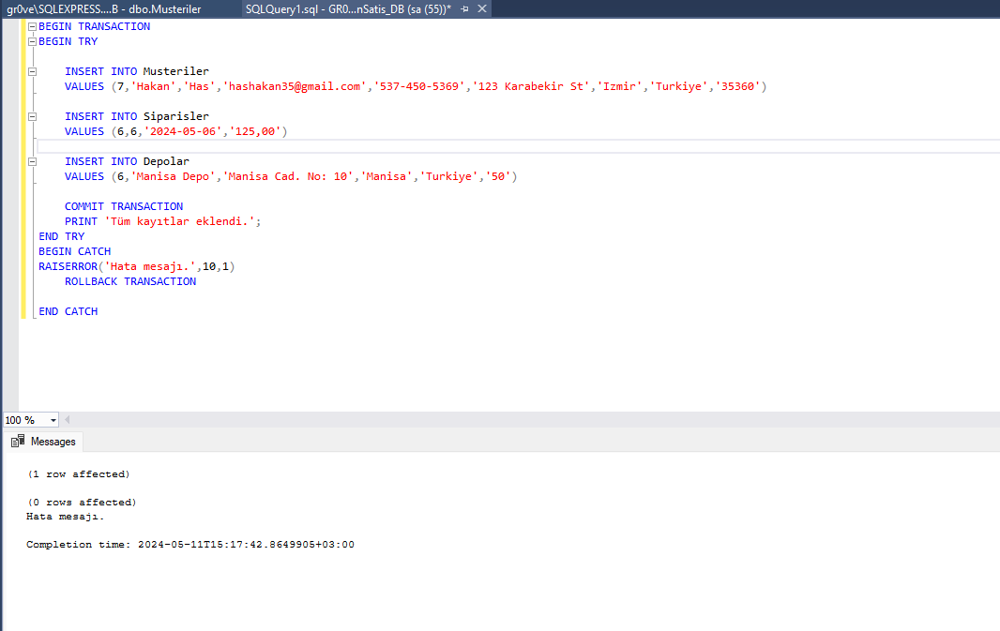 gr0ve\SQLEXPRESS....B - dbo.Musteriler
SQLQuery1.sql - GR0...nSatis_DB (sa (55))*
BEGIN TRANSACTION
BEGIN TRY
INSERT INTO Musteriler
VALUES (7,'Hakan','Has','hashakan35@gmail.com','537-450-5369','123 Karabekir St','Izmir','Turkiye','35360')
INSERT INTO Siparisler
VALUES (6,6,'2024-05-06','125,00')
INSERT INTO Depolar
VALUES (6,'Manisa Depo','Manisa Cad. No: 10','Manisa','Turkiye','50')
COMMIT TRANSACTION
PRINT 'Tüm kayıtlar eklendi.';
END TRY
BEGIN CATCH
RAISERROR('Hata mesajı.',10,1)
ROLLBACK TRANSACTION
END CATCH
100 %
Messages
(1 row affected)
(0 rows affected)
Hata mesajı.
Completion time: 2024-05-11T15:17:42.8649905+03:00